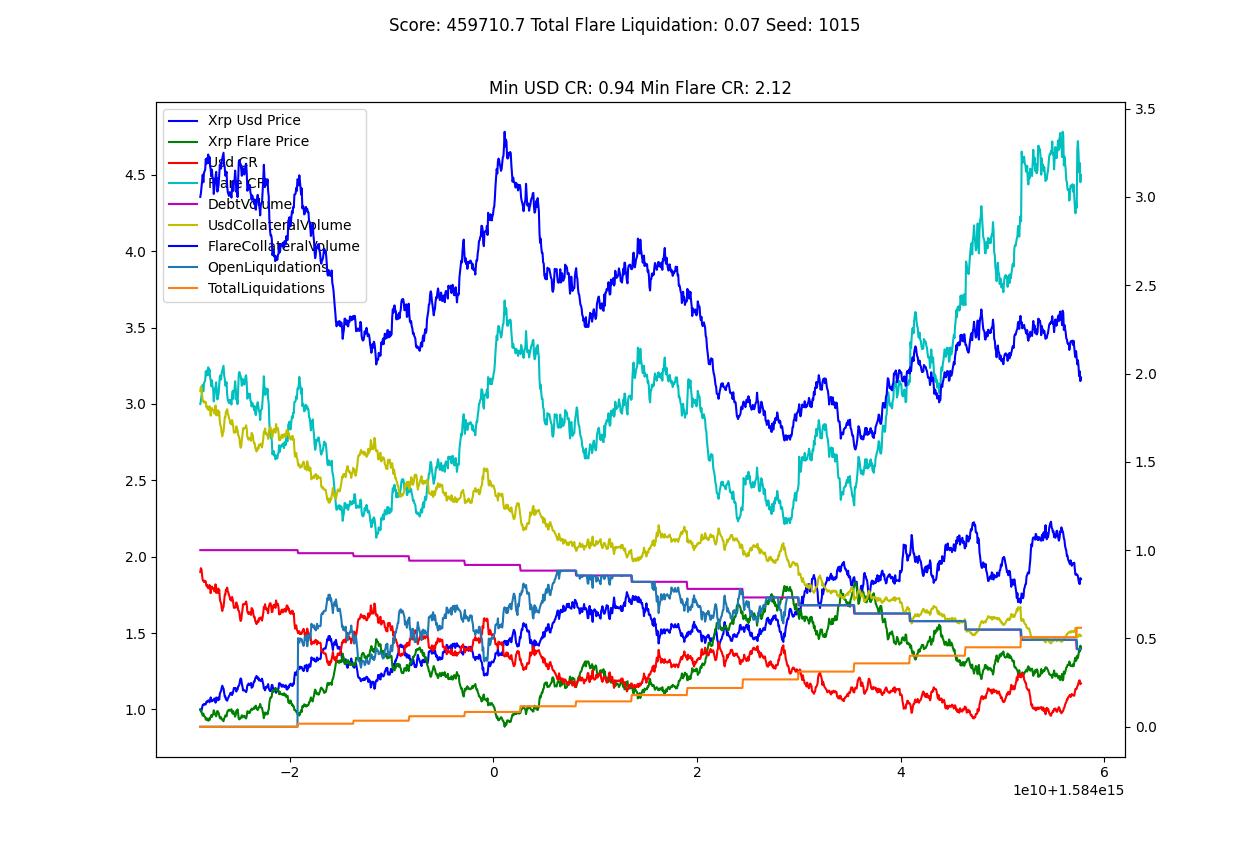 Score: 459710.7 Total Flare Liquidation: 0.07 Seed: 1015
Min USD CR: 0.94 Min Flare CR: 2.12
Xrp Usd Price
Xrp Flare Price
Usd CR
Flare CR
DebtVolume
UsdCollateralVolume
FlareCollateralVolume
OpenLiquidations
TotalLiquidations
4.5
4.0
3.5
3.0
2.5
2.0
1.5
1.0
3.5
3.0
2.5
2.0
1.5
1.0
0.5
0.0
−2 0 2 4 6
1e10+1.584e15